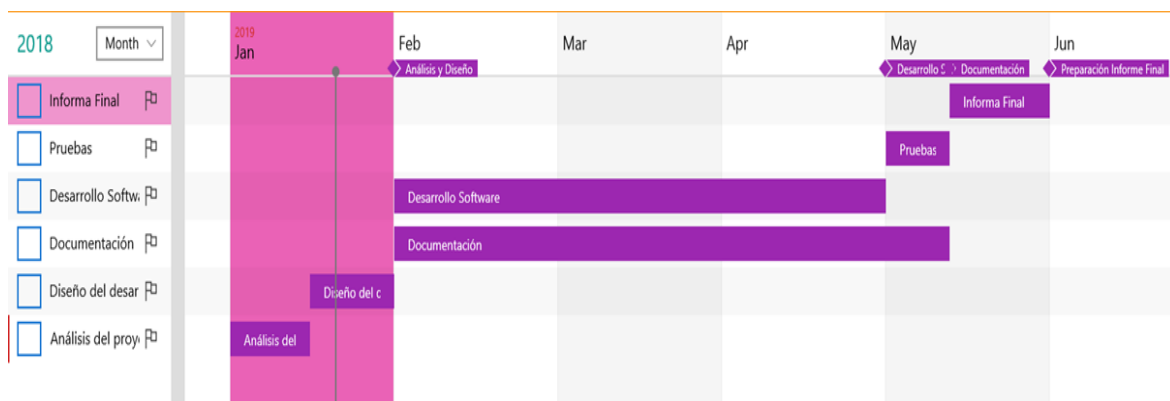 2018
Month
2019
Jan
Feb
Mar
Apr
May
Jun
Análisis y Diseño
Desarrollo S
Documentación
Preparación Informe Final
Informa Final
Informa Final
Pruebas
Pruebas
Desarrollo Softw
Desarrollo Software
Documentación
Documentación
Diseño del desar
Diseño del c
Análisis del proy
Análisis del